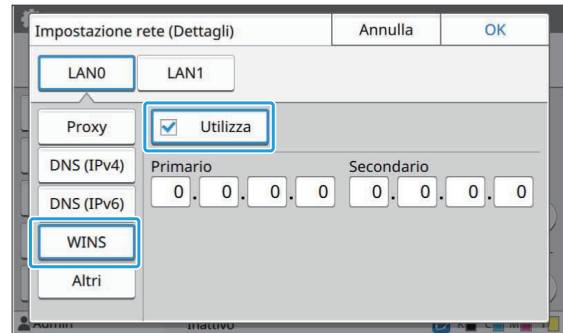 Impostazione rete (Dettagli) Annulla OK
LAN0 LAN1
Proxy Utilizza
DNS (IPv4) Primario Secondario
DNS (IPv6) 0 . 0 . 0 . 0 0 . 0 . 0 . 0
WINS
Altri
Admin Inattivo